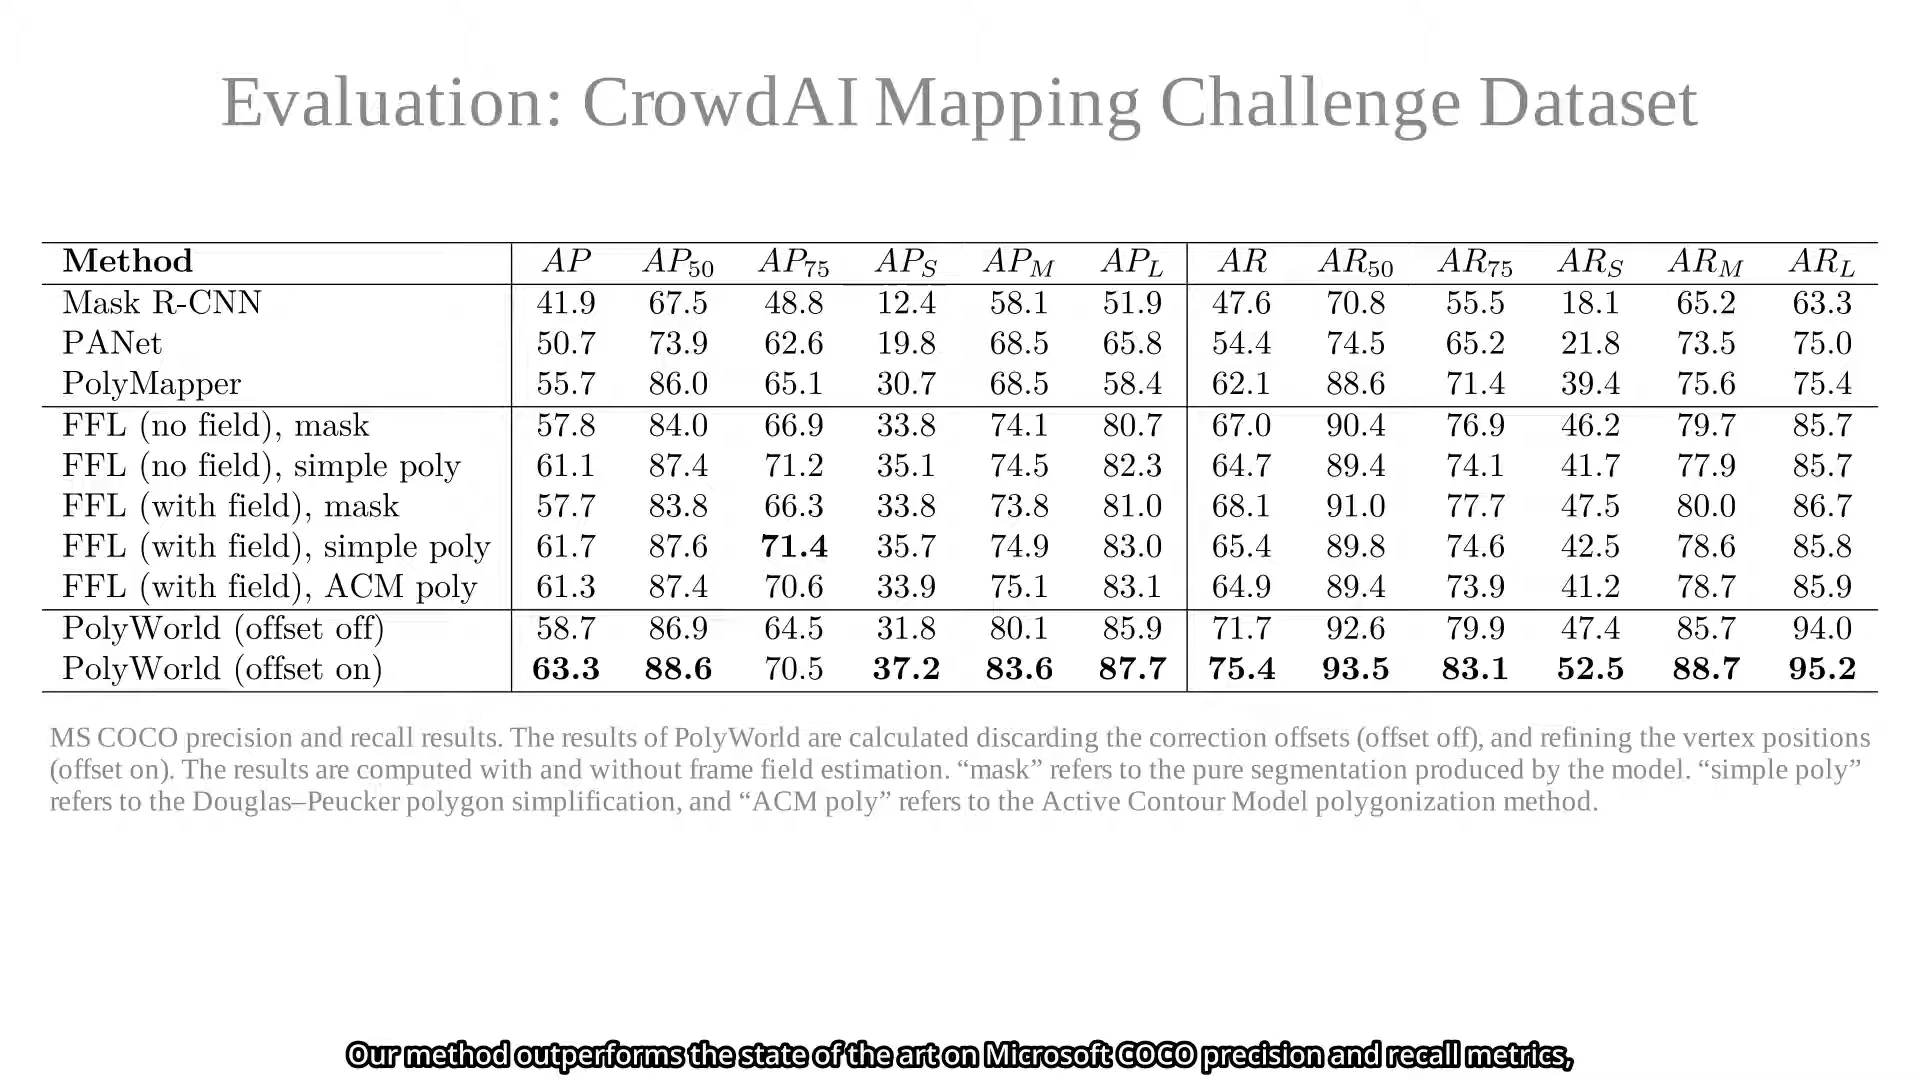 Evaluation: CrowdAI Mapping Challenge Dataset
Method AP AP50 AP75 APS APM APL AR AR50 AR75 ARS ARM ARL
Mask R-CNN 41.9 67.5 48.8 12.4 58.1 51.9 47.6 70.8 55.5 18.1 65.2 63.3
PANet 50.7 73.9 62.6 19.8 68.5 65.8 54.4 74.5 65.2 21.8 73.5 75.0
PolyMapper 55.7 86.0 65.1 30.7 68.5 58.4 62.1 88.6 71.4 39.4 75.6 75.4
FFL (no field), mask 57.8 84.0 66.9 33.8 74.1 80.7 67.0 90.4 76.9 46.2 79.7 85.7
FFL (no field), simple poly 61.1 87.4 71.2 35.1 74.5 82.3 64.7 89.4 74.1 41.7 77.9 85.7
FFL (with field), mask 57.7 83.8 66.3 33.8 73.8 81.0 68.1 91.0 77.7 47.5 80.0 86.7
FFL (with field), simple poly 61.7 87.6 71.4 35.7 74.9 83.0 65.4 89.8 74.6 42.5 78.6 85.8
FFL (with field), ACM poly 61.3 87.4 70.6 33.9 75.1 83.1 64.9 89.4 73.9 41.2 78.7 85.9
PolyWorld (offset off) 58.7 86.9 64.5 31.8 80.1 85.9 71.7 92.6 79.9 47.4 85.7 94.0
PolyWorld (offset on) 63.3 88.6 70.5 37.2 83.6 87.7 75.4 93.5 83.1 52.5 88.7 95.2
MS COCO precision and recall results. The results of PolyWorld are calculated discarding the correction offsets (offset off), and refining the vertex positions
(offset on). The results are computed with and without frame field estimation. “mask” refers to the pure segmentation produced by the model. “simple poly”
refers to the Douglas–Peucker polygon simplification, and “ACM poly” refers to the Active Contour Model polygonization method.
Our method outperforms the state of the art on Microsoft COCO precision and recall metrics,